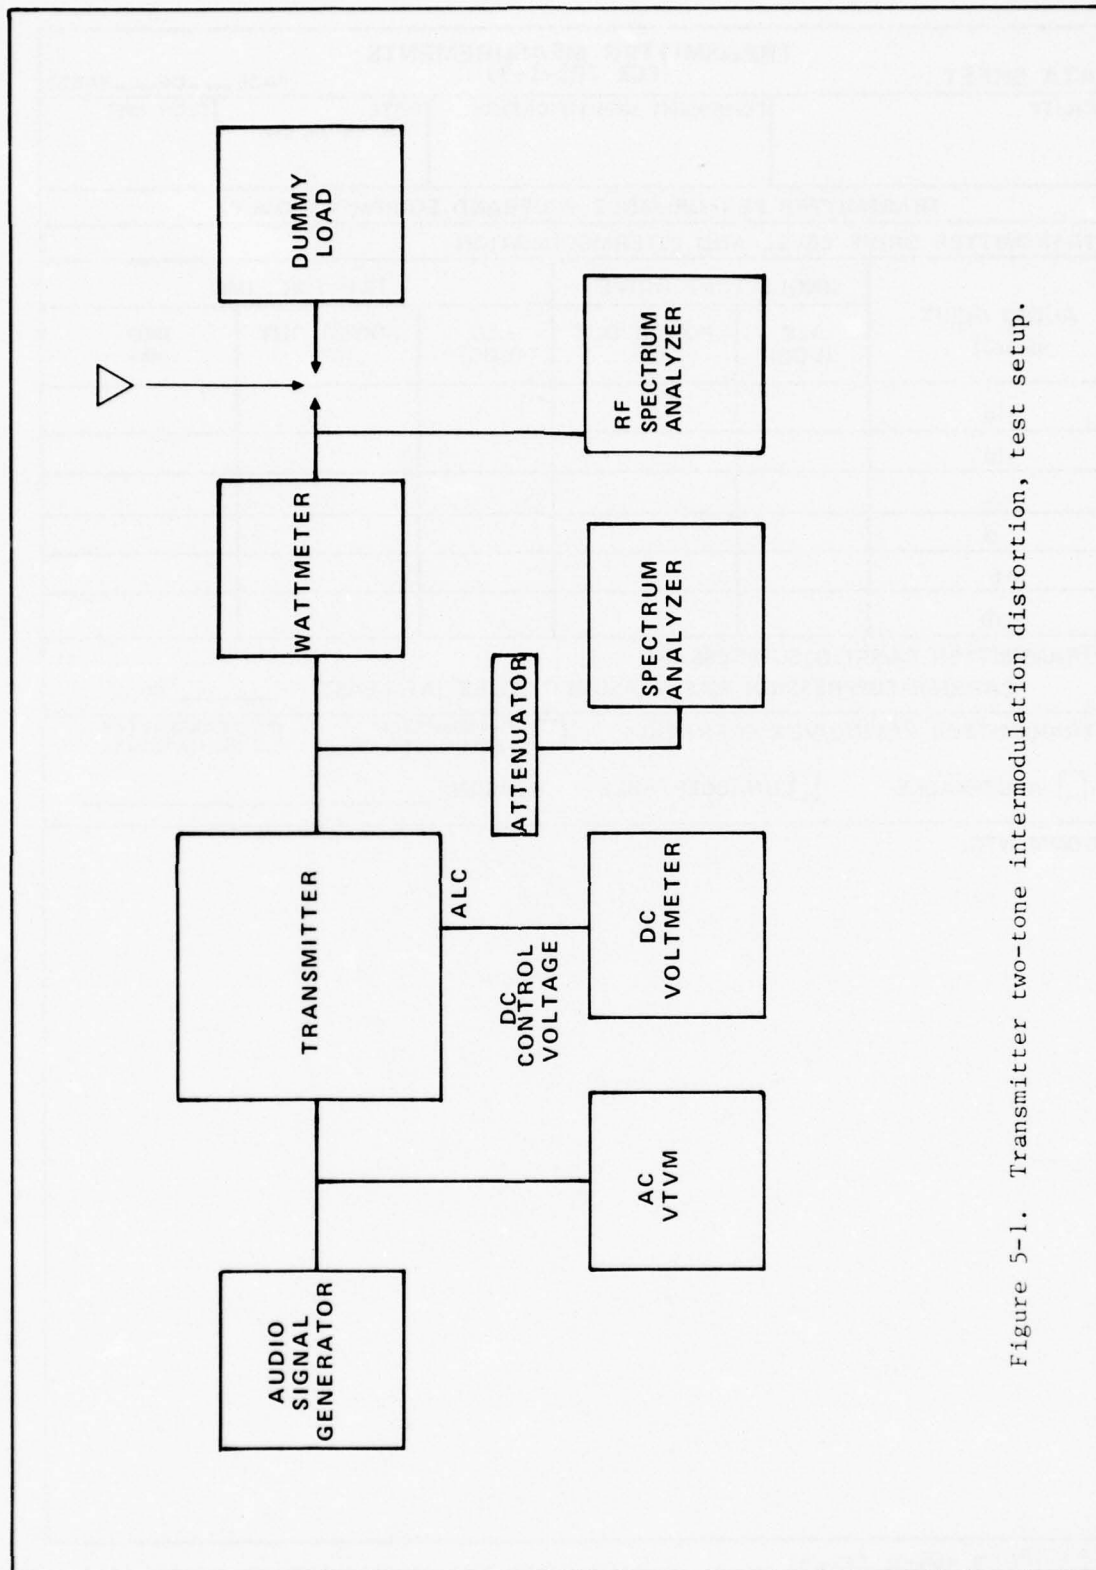 AUDIO
SIGNAL
GENERATOR
AC
VTVM
TRANSMITTER
ALC
DC
CONTROL
VOLTAGE
DC
VOLTMETER
ATTENUATOR
SPECTRUM
ANALYZER
WATTMETER
RF
SPECTRUM
ANALYZER
DUMMY
LOAD
Figure 5-1. Transmitter two-tone intermodulation distortion, test setup.